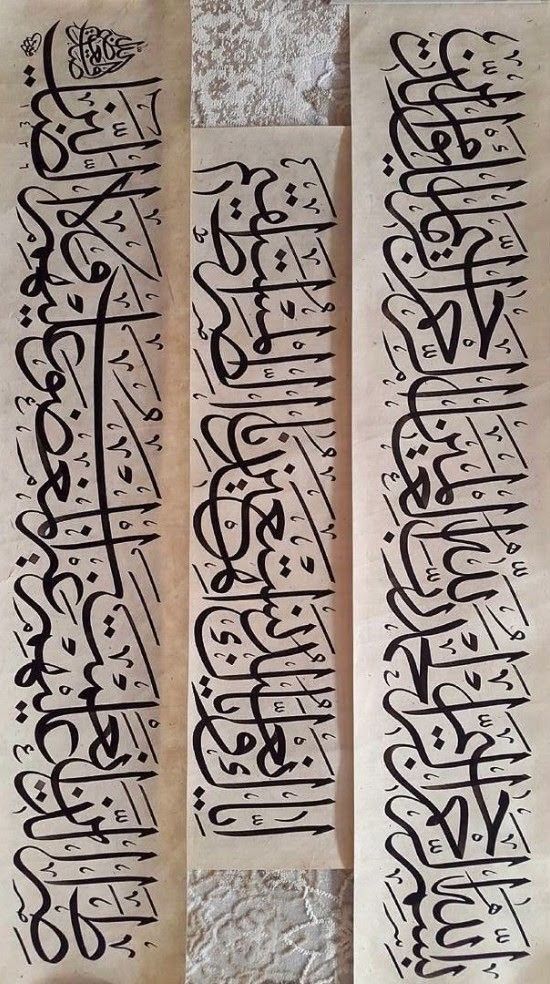 بِسْمِ اللَّهِ الرَّحْمَنِ الرَّحِيمِ الْحَمْدُ لِلَّهِ رَبِّ الْعَالَمِينَ الرَّحْمَنِ الرَّحِيمِ مَالِكِ يَوْمِ الدِّينِ
إِيَّاكَ نَعْبُدُ وَإِيَّاكَ نَسْتَعِينُ اهْدِنَا الصِّرَاطَ الْمُسْتَقِيمَ
صِرَاطَ الَّذِينَ أَنْعَمْتَ عَلَيْهِمْ غَيْرِ الْمَغْضُوبِ عَلَيْهِمْ وَلَا الضَّالِّينَ